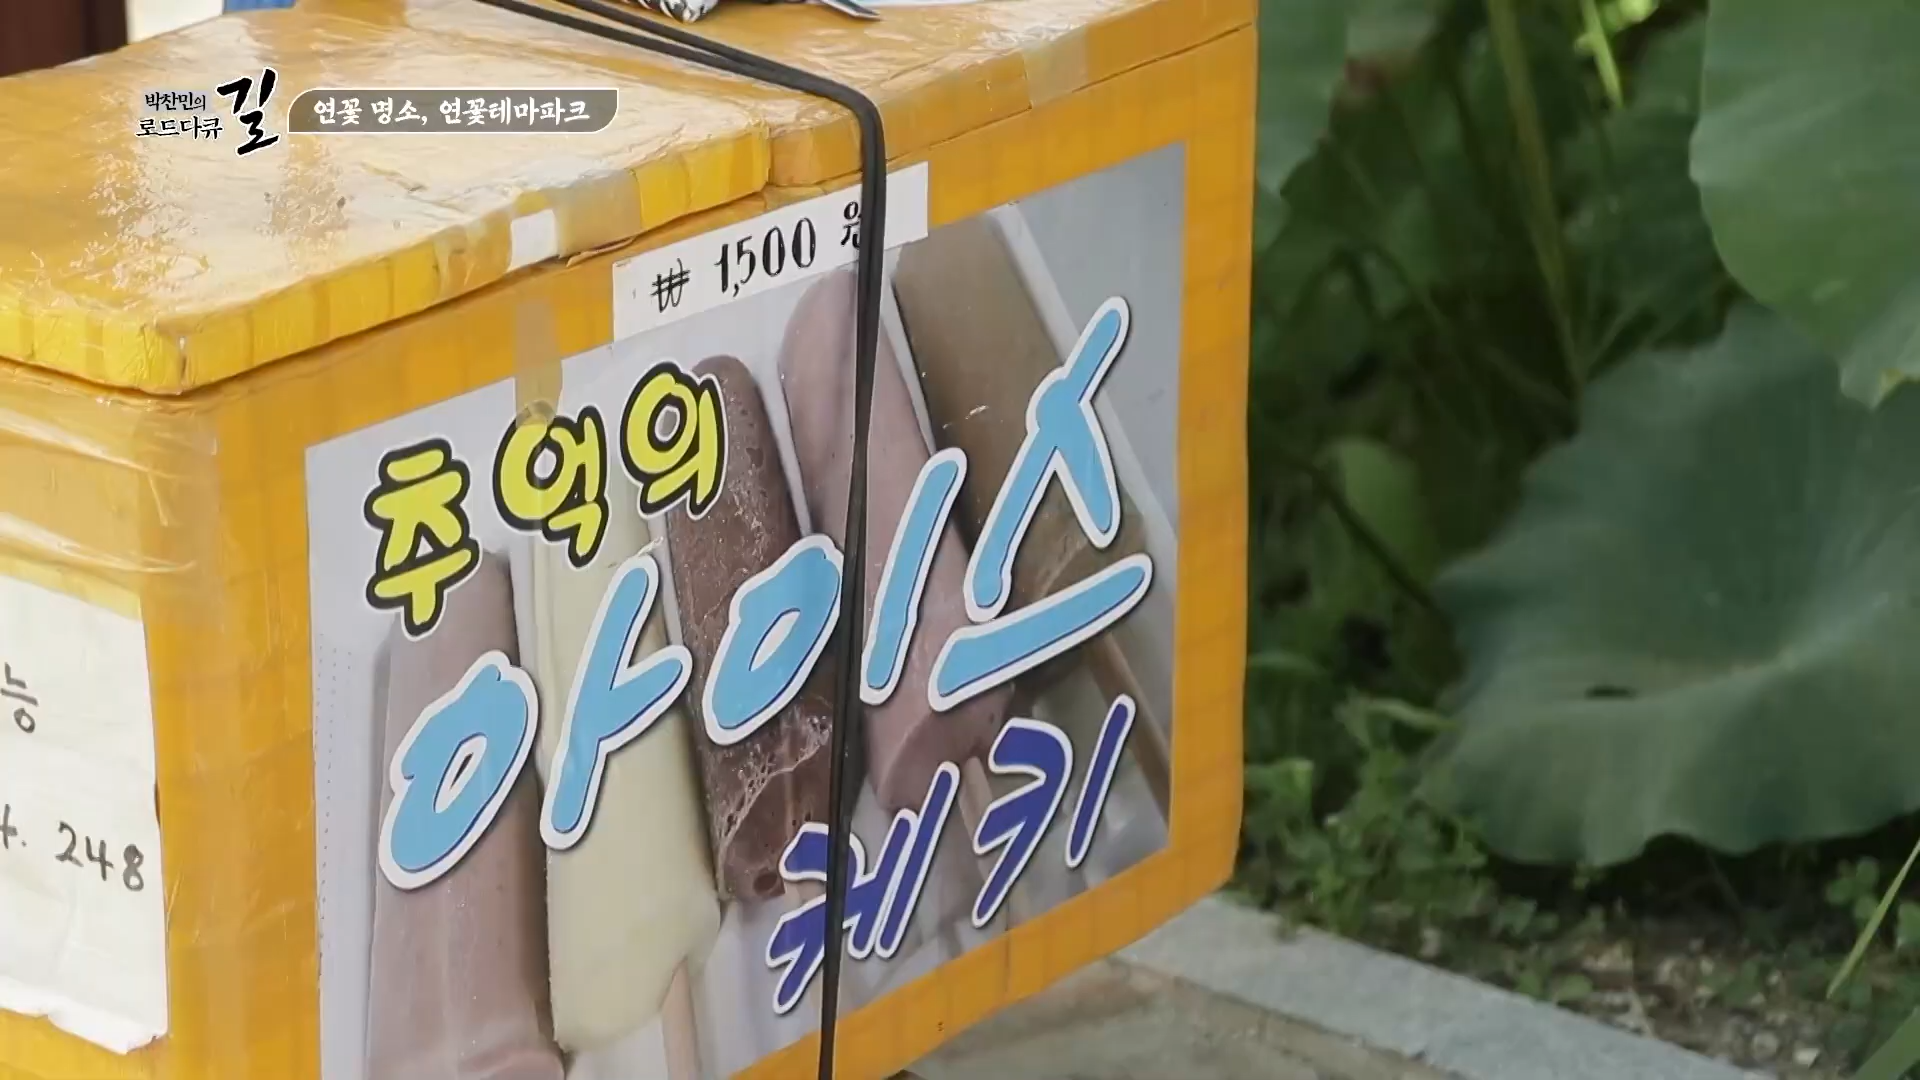 박찬민의
로드다큐
길
연꽃 명소, 연꽃테마파크
₩ 1,500 원
추억의
아이스
케키
능
248